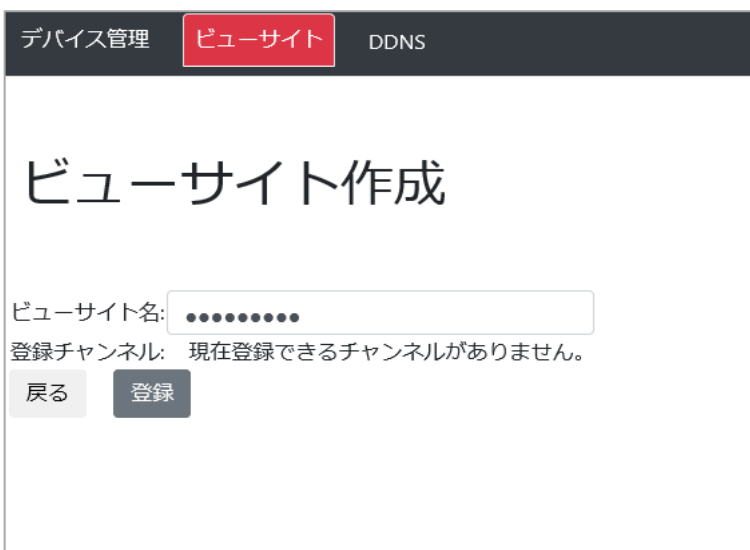 デバイス管理 ビューサイト DDNS
ビューサイト作成
ビューサイト名: ●●●●●●●●●
登録チャンネル: 現在登録できるチャンネルがありません。
戻る 登録